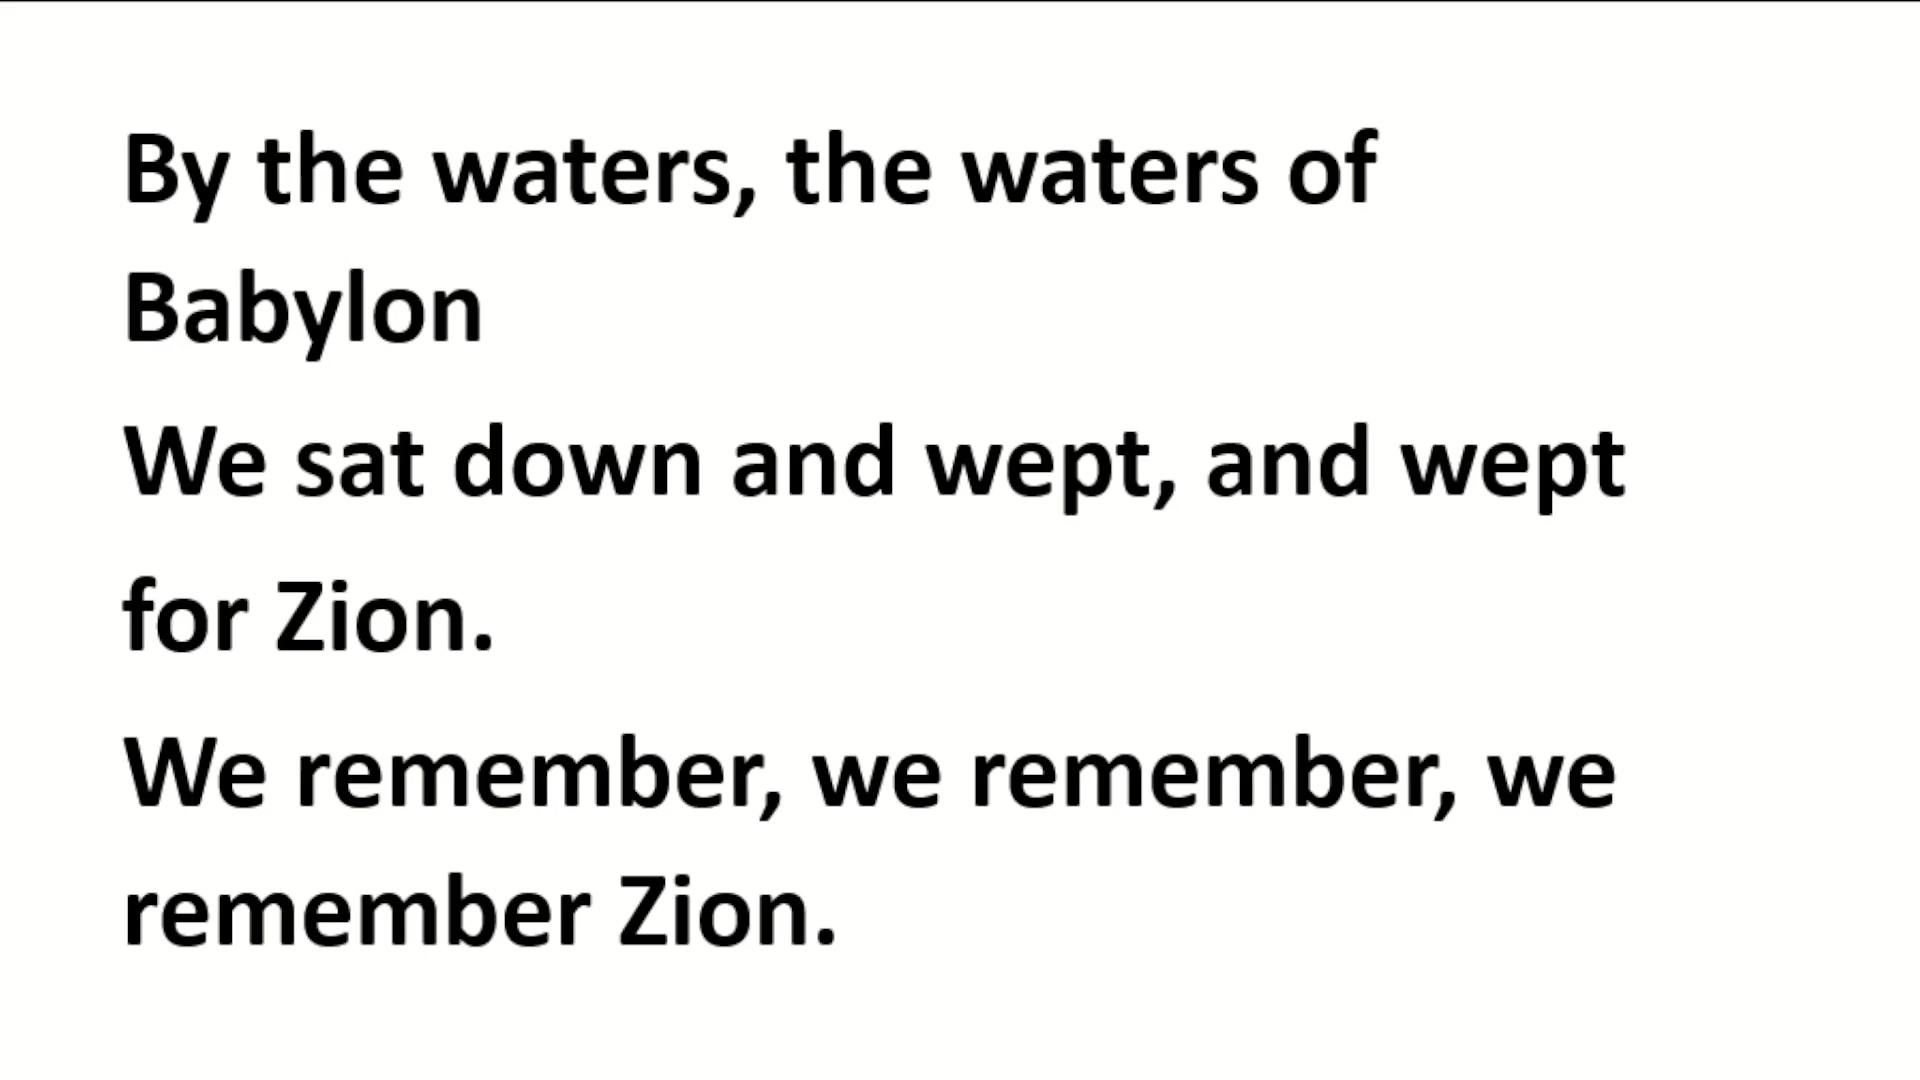 By the waters, the waters of
Babylon
We sat down and wept, and wept
for Zion.
We remember, we remember, we
remember Zion.